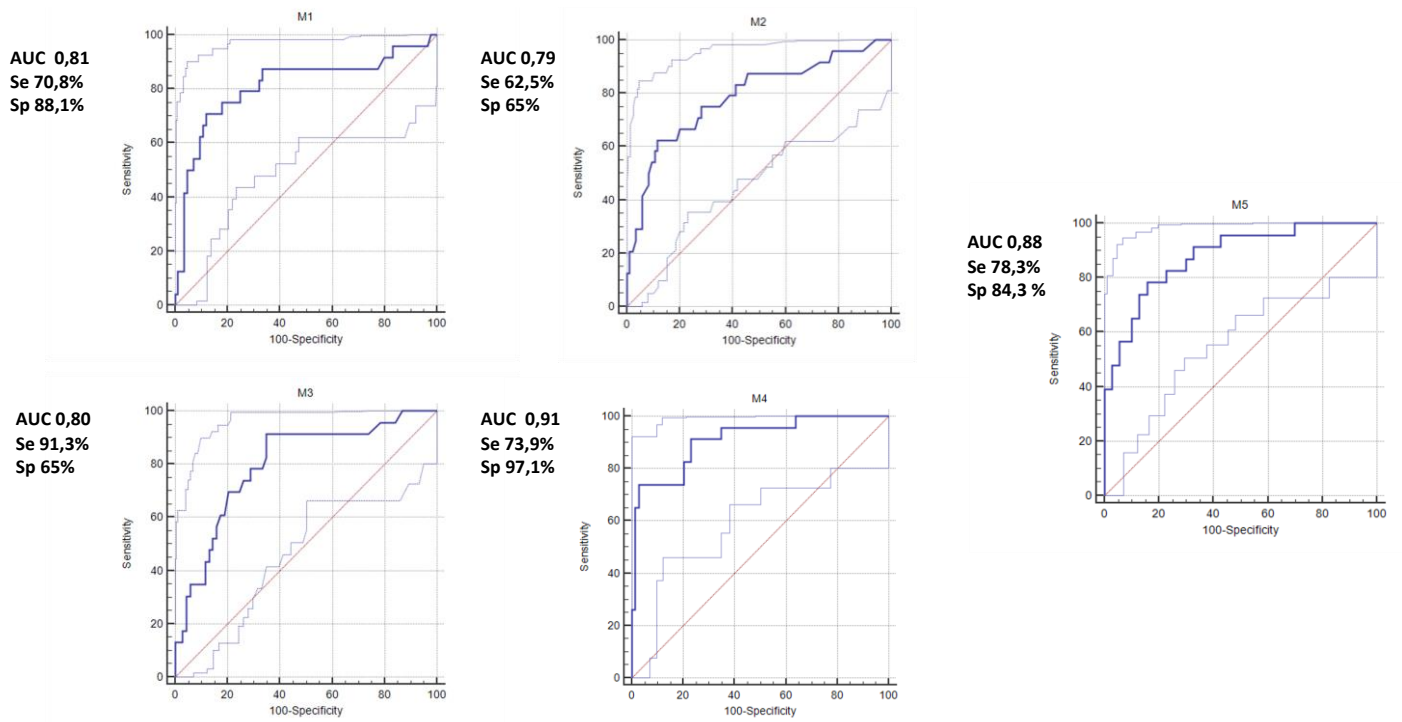 M1
AUC 0,81
Se 70,8%
Sp 88,1%
100
80
60
40
20
0
Sensitivity
0 20 40 60 80 100
100-Specificity
M2
AUC 0,79
Se 62,5%
Sp 65%
100
80
60
40
20
0
Sensitivity
0 20 40 60 80 100
100-Specificity
M3
AUC 0,80
Se 91,3%
Sp 65%
100
80
60
40
20
0
Sensitivity
0 20 40 60 80 100
100-Specificity
M4
AUC 0,91
Se 73,9%
Sp 97,1%
100
80
60
40
20
0
Sensitivity
0 20 40 60 80 100
100-Specificity
M5
AUC 0,88
Se 78,3%
Sp 84,3 %
100
80
60
40
20
0
Sensitivity
0 20 40 60 80 100
100-Specificity